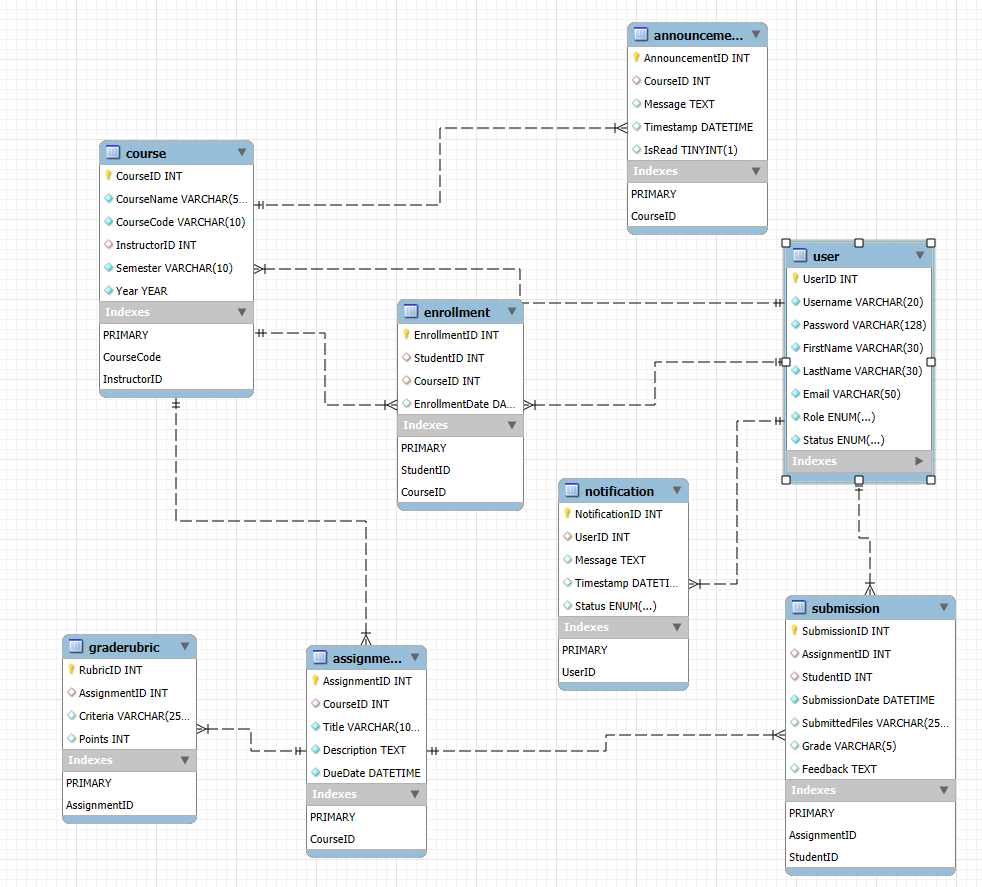 announceme...
AnnouncementID INT
CourseID INT
Message TEXT
Timestamp DATETIME
IsRead TINYINT(1)
Indexes
PRIMARY
CourseID
course
CourseID INT
CourseName VARCHAR(5...
CourseCode VARCHAR(10)
InstructorID INT
Semester VARCHAR(10)
Year YEAR
Indexes
PRIMARY
CourseCode
InstructorID
user
UserID INT
Username VARCHAR(20)
Password VARCHAR(128)
FirstName VARCHAR(30)
LastName VARCHAR(30)
Email VARCHAR(50)
Role ENUM(...)
Status ENUM(...)
Indexes
enrollment
EnrollmentID INT
StudentID INT
CourseID INT
EnrollmentDate DA...
Indexes
PRIMARY
StudentID
CourseID
notification
NotificationID INT
UserID INT
Message TEXT
Timestamp DATETI...
Status ENUM(...)
Indexes
PRIMARY
UserID
submission
SubmissionID INT
AssignmentID INT
StudentID INT
SubmissionDate DATETIME
SubmittedFiles VARCHAR(25...
Grade VARCHAR(5)
Feedback TEXT
Indexes
PRIMARY
AssignmentID
StudentID
graderubric
RubricID INT
AssignmentID INT
Criteria VARCHAR(25...
Points INT
Indexes
PRIMARY
AssignmentID
assignme...
AssignmentID INT
CourseID INT
Title VARCHAR(10...
Description TEXT
DueDate DATETIME
Indexes
PRIMARY
CourseID